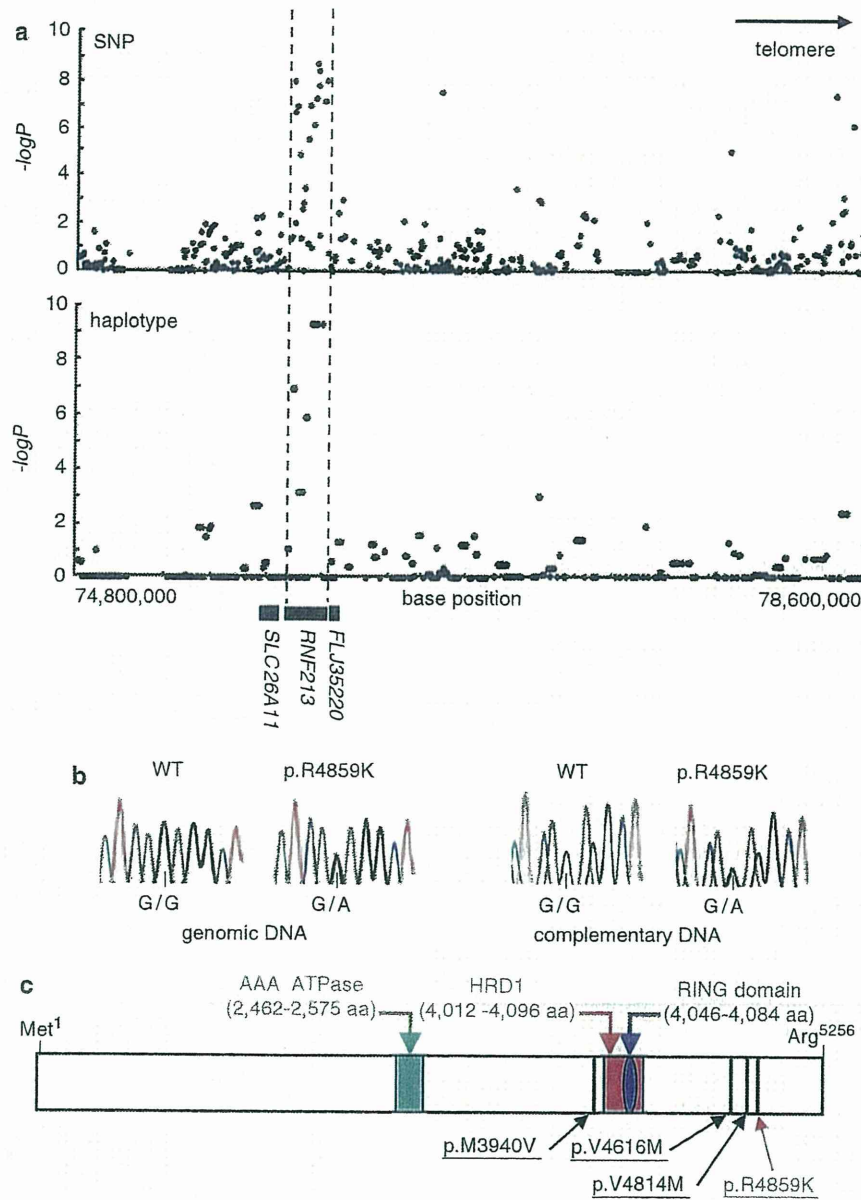 a
SNP
telomere
-logP
10
8
6
4
2
0
haplotype
-logP
10
8
6
4
2
0
74,800,000
base position
78,600,000
SLC26A11
RNF213
FLJ35220
b
WT
p.R4859K
WT
p.R4859K
G/G
G/A
G/G
G/A
genomic DNA
complementary DNA
c
AAA ATPase
(2,462-2,575 aa)
HRD1
(4,012 -4,096 aa)
RING domain
(4,046-4,084 aa)
Met1
Arg5256
p.M3940V
p.V4616M
p.V4814M
p.R4859K